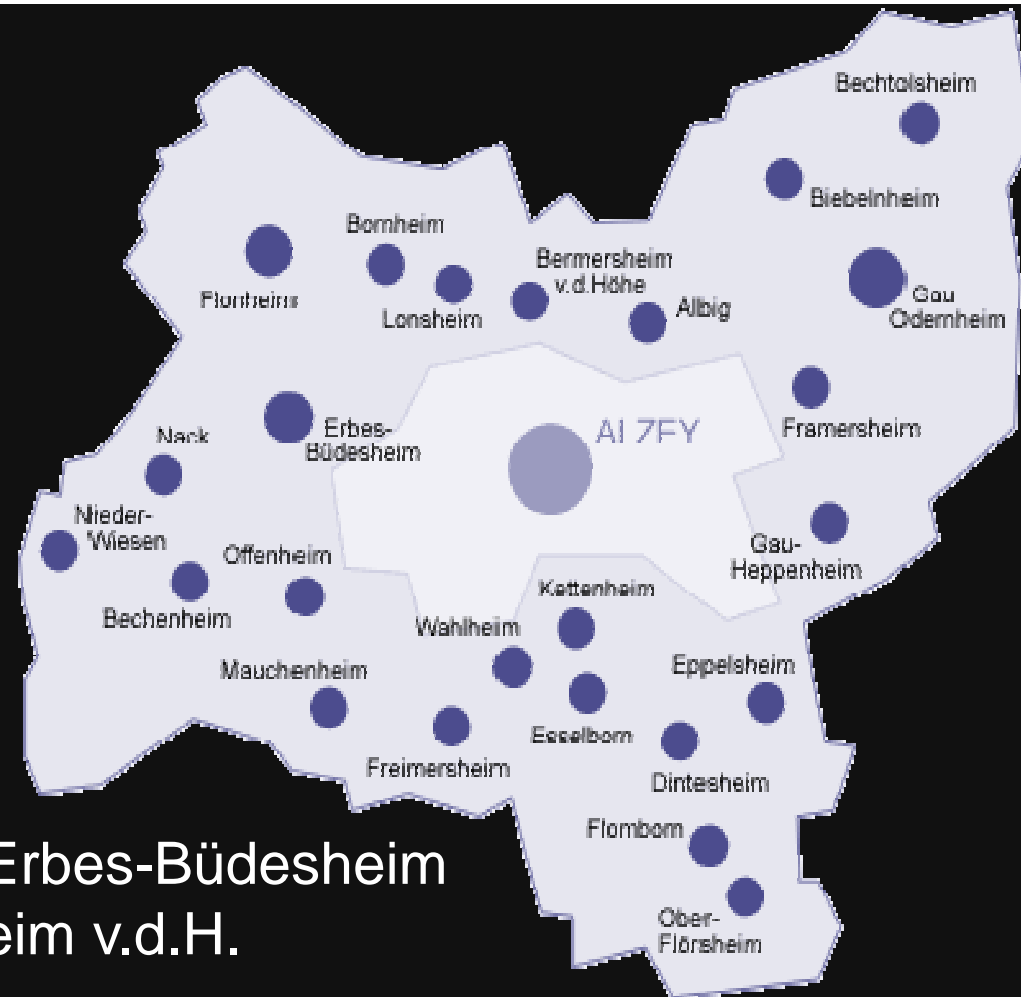 Bechtolsheim
Biebelnheim
Bornheim
Bermersheim
v.d.Höhe
Flonheim
Lonsheim
Albig
Gau
Odernheim
Nack
Erbes-
Büdesheim
ALZEY
Framersheim
Nieder-
Wiesen
Offenheim
Gau-
Heppenheim
Bechenheim
Kettenheim
Wahlheim
Mauchenheim
Eppelsheim
Esselborn
Freimersheim
Dintesheim
Flomborn
Erbes-Büdesheim
eim v.d.H.
Ober-
Flörsheim